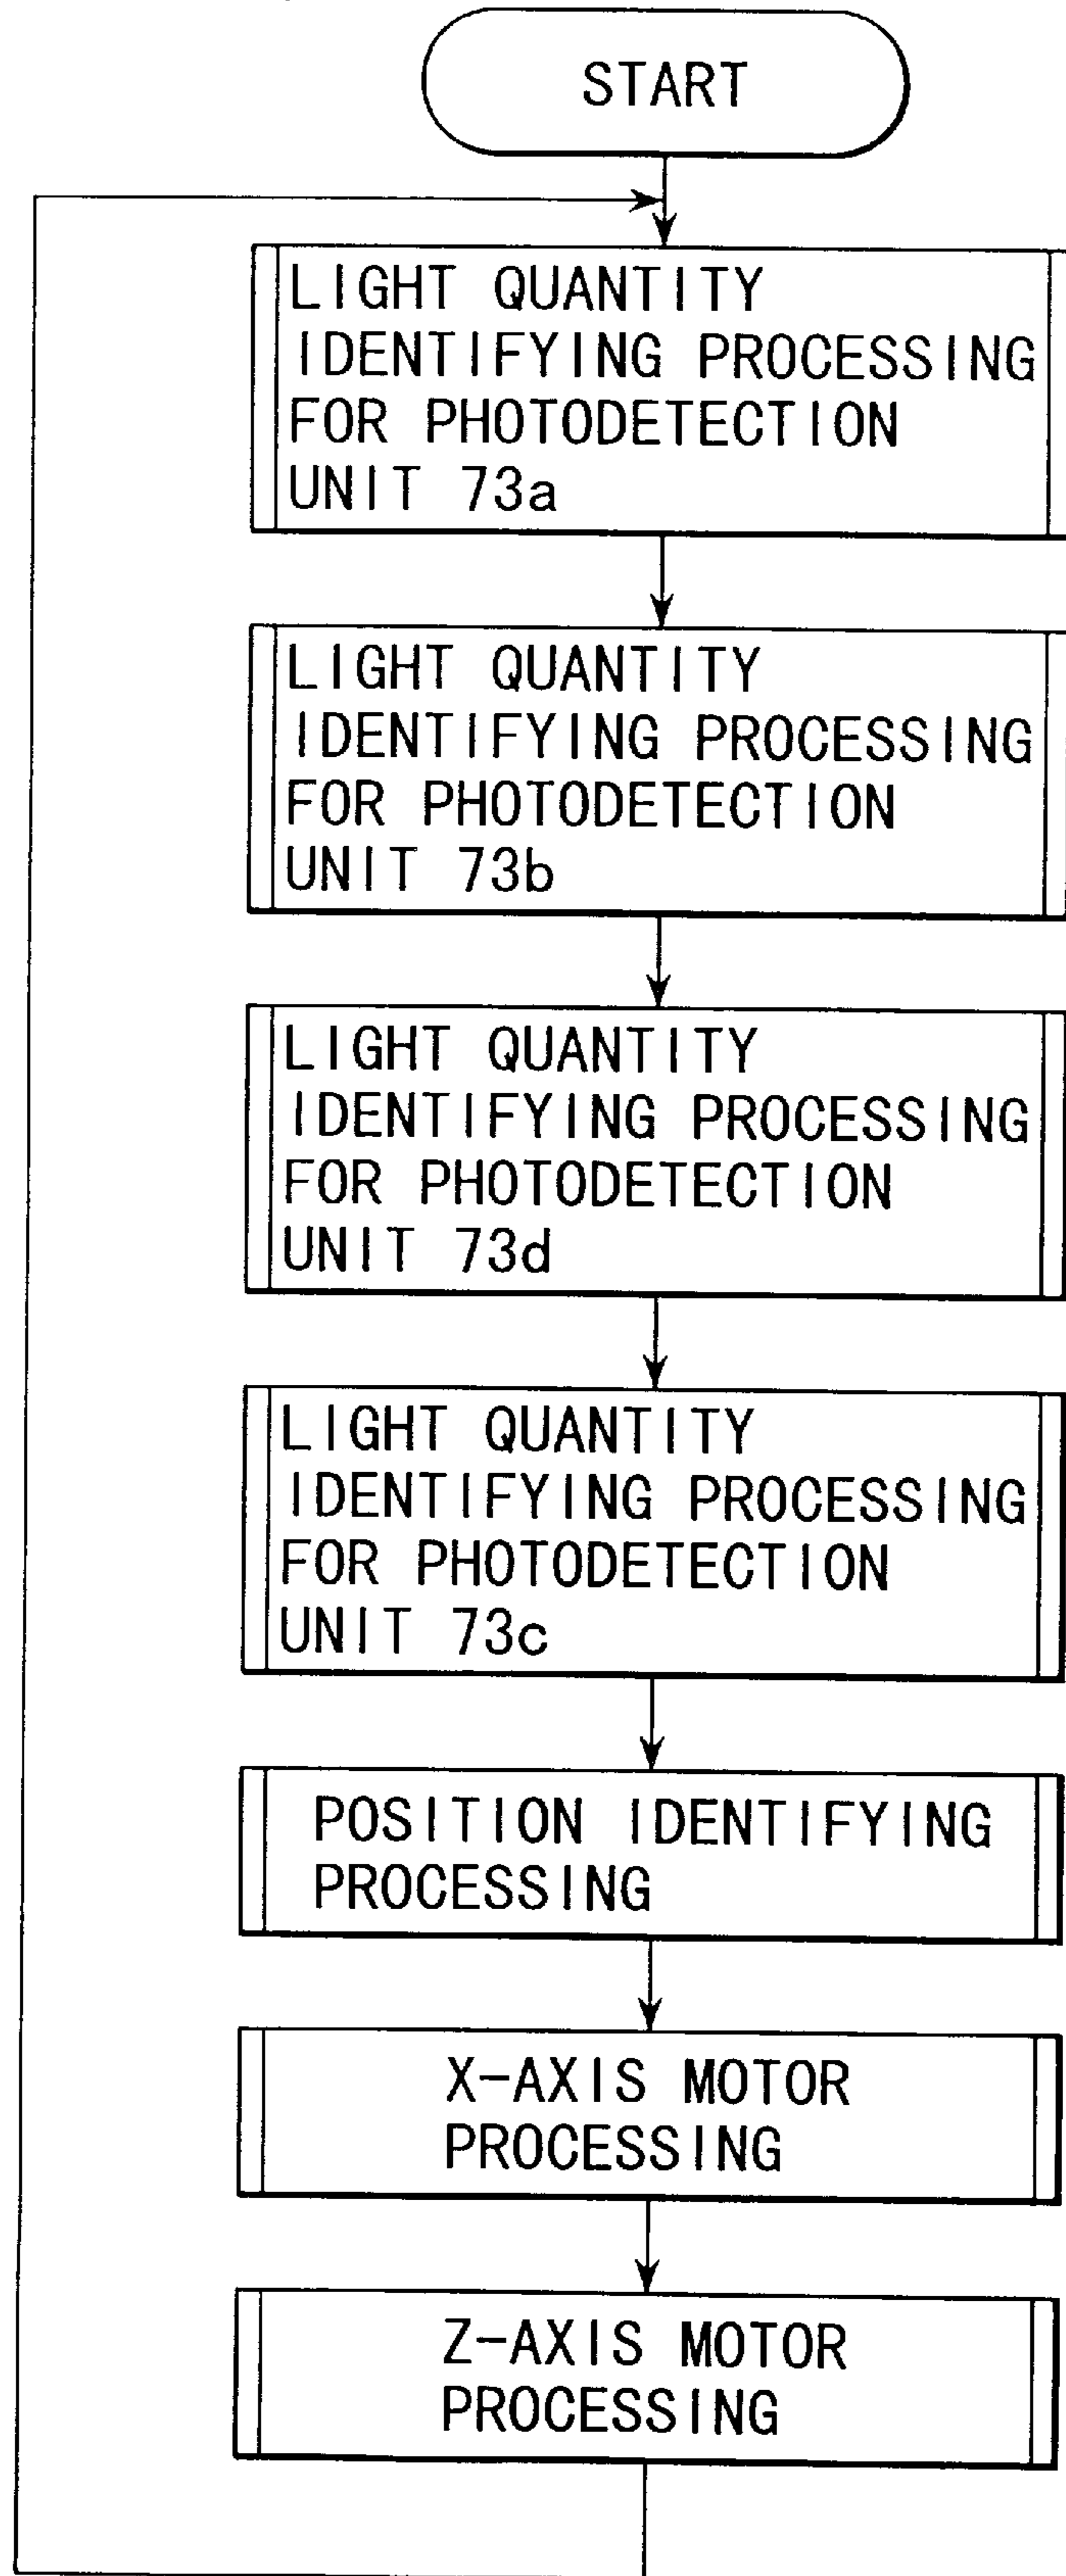 START
LIGHT QUANTITY
IDENTIFYING PROCESSING
FOR PHOTODETECTION
UNIT 73a
LIGHT QUANTITY
IDENTIFYING PROCESSING
FOR PHOTODETECTION
UNIT 73b
LIGHT QUANTITY
IDENTIFYING PROCESSING
FOR PHOTODETECTION
UNIT 73d
LIGHT QUANTITY
IDENTIFYING PROCESSING
FOR PHOTODETECTION
UNIT 73c
POSITION IDENTIFYING
PROCESSING
X-AXIS MOTOR
PROCESSING
Z-AXIS MOTOR
PROCESSING